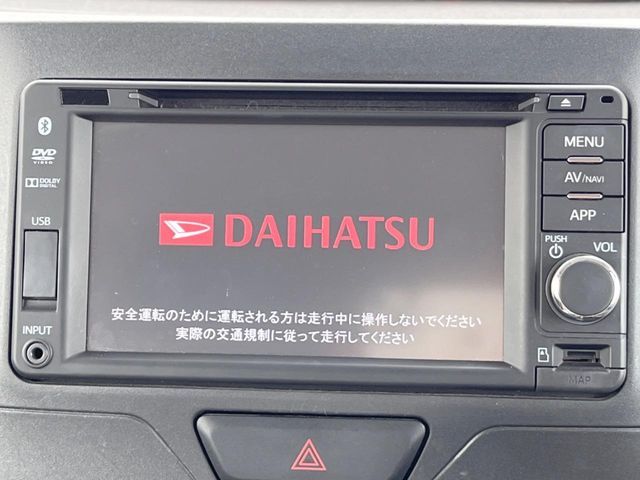 DVD
VIDEO
DOLBY
DIGITAL
USB
INPUT
DAIHATSU
安全運転のために運転される方は走行中に操作しないでください
実際の交通規制に従って走行してください
MENU
AV/NAVI
APP
PUSH
VOL
MAP